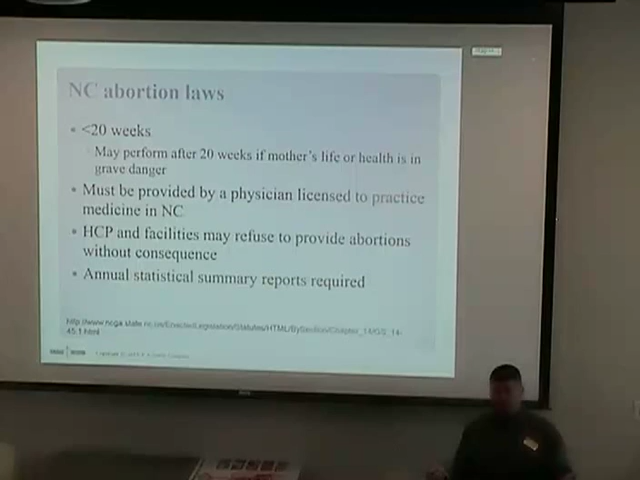 NC abortion laws
• <20 weeks
May perform after 20 weeks if mother's life or health is in
grave danger
• Must be provided by a physician licensed to practice
medicine in NC
• HCP and facilities may refuse to provide abortions
without consequence
• Annual statistical summary reports required
http://www.ncga.state.nc.us/EnactedLegislation/Statutes/HTML/BySection/Chapter_14/GS_14-
45.1.html